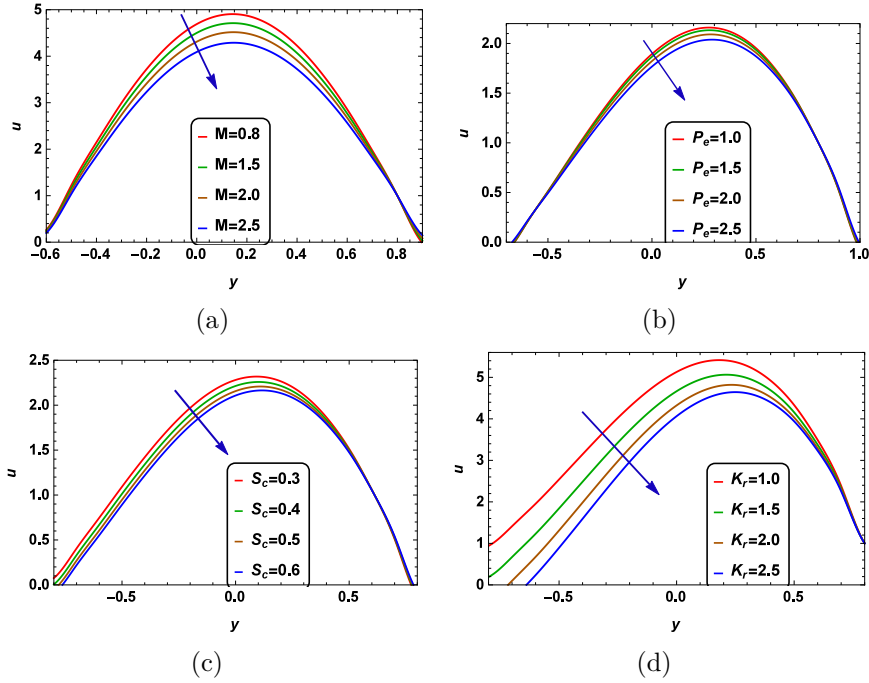 5
4
3
2
1
0
u
M=0.8
M=1.5
M=2.0
M=2.5
−0.6 −0.4 −0.2 0.0 0.2 0.4 0.6 0.8
y
(a)
2.0
1.5
1.0
0.5
0.0
u
Pe=1.0
Pe=1.5
Pe=2.0
Pe=2.5
−0.5 0.0 0.5 1.0
y
(b)
2.5
2.0
1.5
1.0
0.5
0.0
u
Sc=0.3
Sc=0.4
Sc=0.5
Sc=0.6
−0.5 0.0 0.5
y
(c)
5
4
3
2
1
0
u
Kr=1.0
Kr=1.5
Kr=2.0
Kr=2.5
−0.5 0.0 0.5
y
(d)